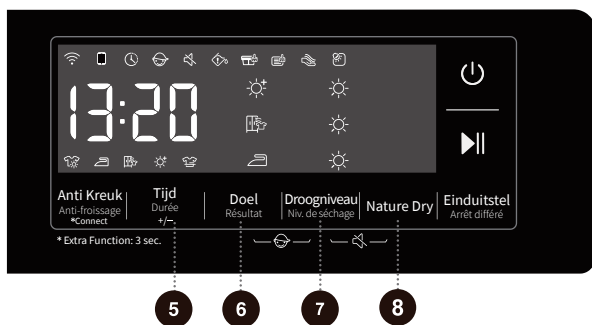 13:20
Anti Kreuk
Anti-froissage
*Connect
Tijd
Durée
+/-
Doel
Résultat
Droogniveau
Niv. de séchage
Nature Dry
Einduitstel
Arrêt différé
* Extra Function: 3 sec.
5
6
7
8